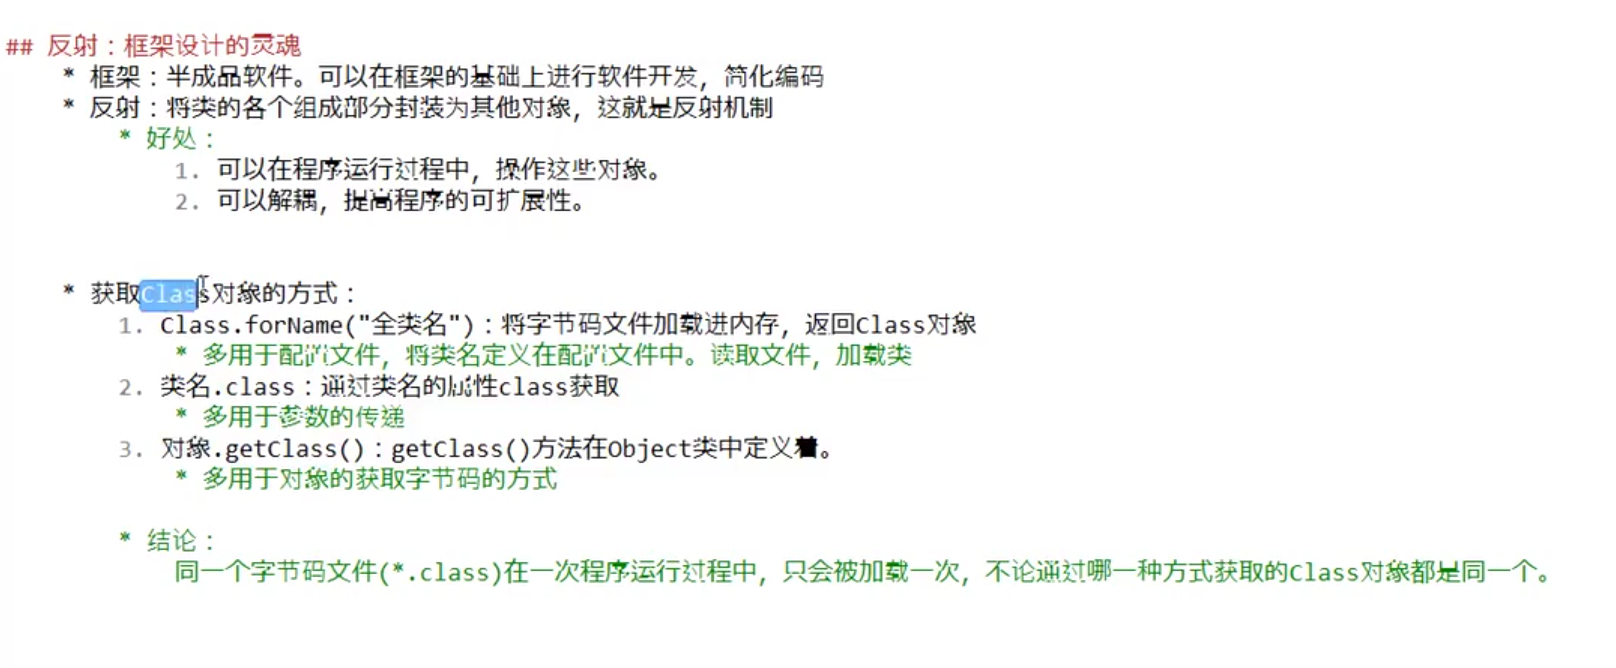 ## 反射：框架设计的灵魂
* 框架：半成品软件。可以在框架的基础上进行软件开发，简化编码
* 反射：将类的各个组成部分封装为其他对象，这就是反射机制
* 好处：
1. 可以在程序运行过程中，操作这些对象。
2. 可以解耦，提高程序的可扩展性。
* 获取Class对象的方式：
1. Class.forName("全类名")：将字节码文件加载进内存，返回Class对象
* 多用于配置文件，将类名定义在配置文件中。读取文件，加载类
2. 类名.class：通过类名的属性class获取
* 多用于参数的传递
3. 对象.getClass()：getClass()方法在Object类中定义着。
* 多用于对象的获取字节码的方式
* 结论：
同一个字节码文件(*.class)在一次程序运行过程中，只会被加载一次，不论通过哪一种方式获取的Class对象都是同一个。